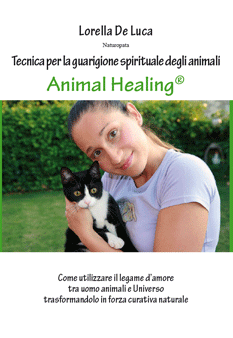 Lorella De Luca
Naturopata
Tecnica per la guarigione spirituale degli animali
Animal Healing®
Come utilizzare il legame d'amore
tra uomo animali e Universo
trasformandolo in forza curativa naturale